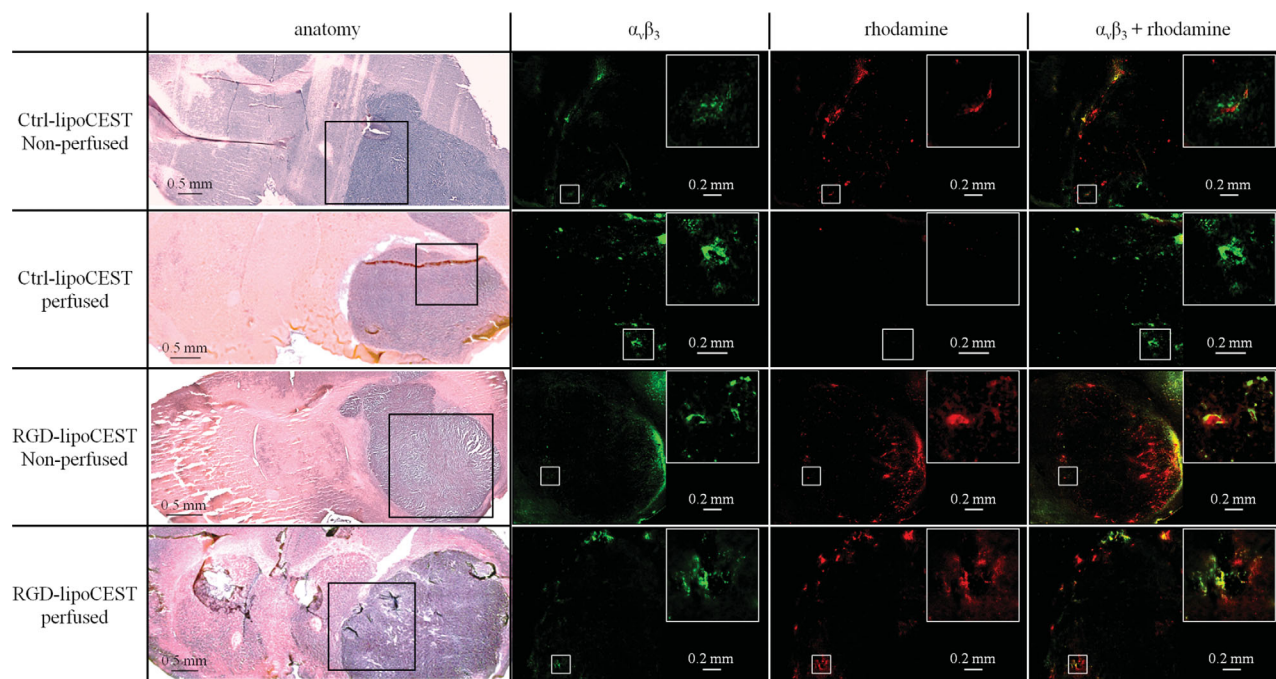 anatomy αvβ3 rhodamine αvβ3 + rhodamine
Ctrl-lipoCEST
Non-perfused
0.5 mm 0.2 mm 0.2 mm 0.2 mm
Ctrl-lipoCEST
perfused
0.5 mm 0.2 mm 0.2 mm 0.2 mm
RGD-lipoCEST
Non-perfused
0.5 mm 0.2 mm 0.2 mm 0.2 mm
RGD-lipoCEST
perfused
0.5 mm 0.2 mm 0.2 mm 0.2 mm